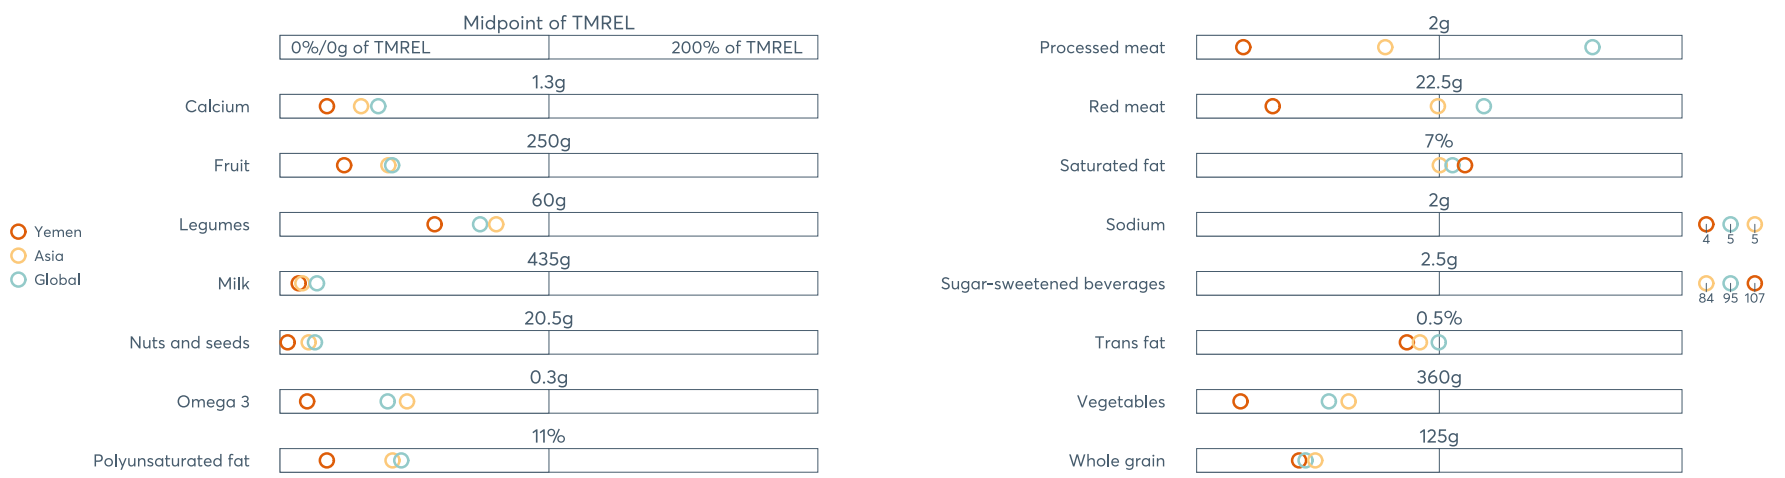 Midpoint of TMREL
0%/0g of TMREL
200% of TMREL
1.3g
Calcium
250g
Fruit
60g
Legumes
435g
Milk
20.5g
Nuts and seeds
0.3g
Omega 3
11%
Polyunsaturated fat
Yemen
Asia
Global
2g
Processed meat
22.5g
Red meat
7%
Saturated fat
2g
Sodium
4 5 5
2.5g
Sugar-sweetened beverages
84 95 107
0.5%
Trans fat
360g
Vegetables
125g
Whole grain